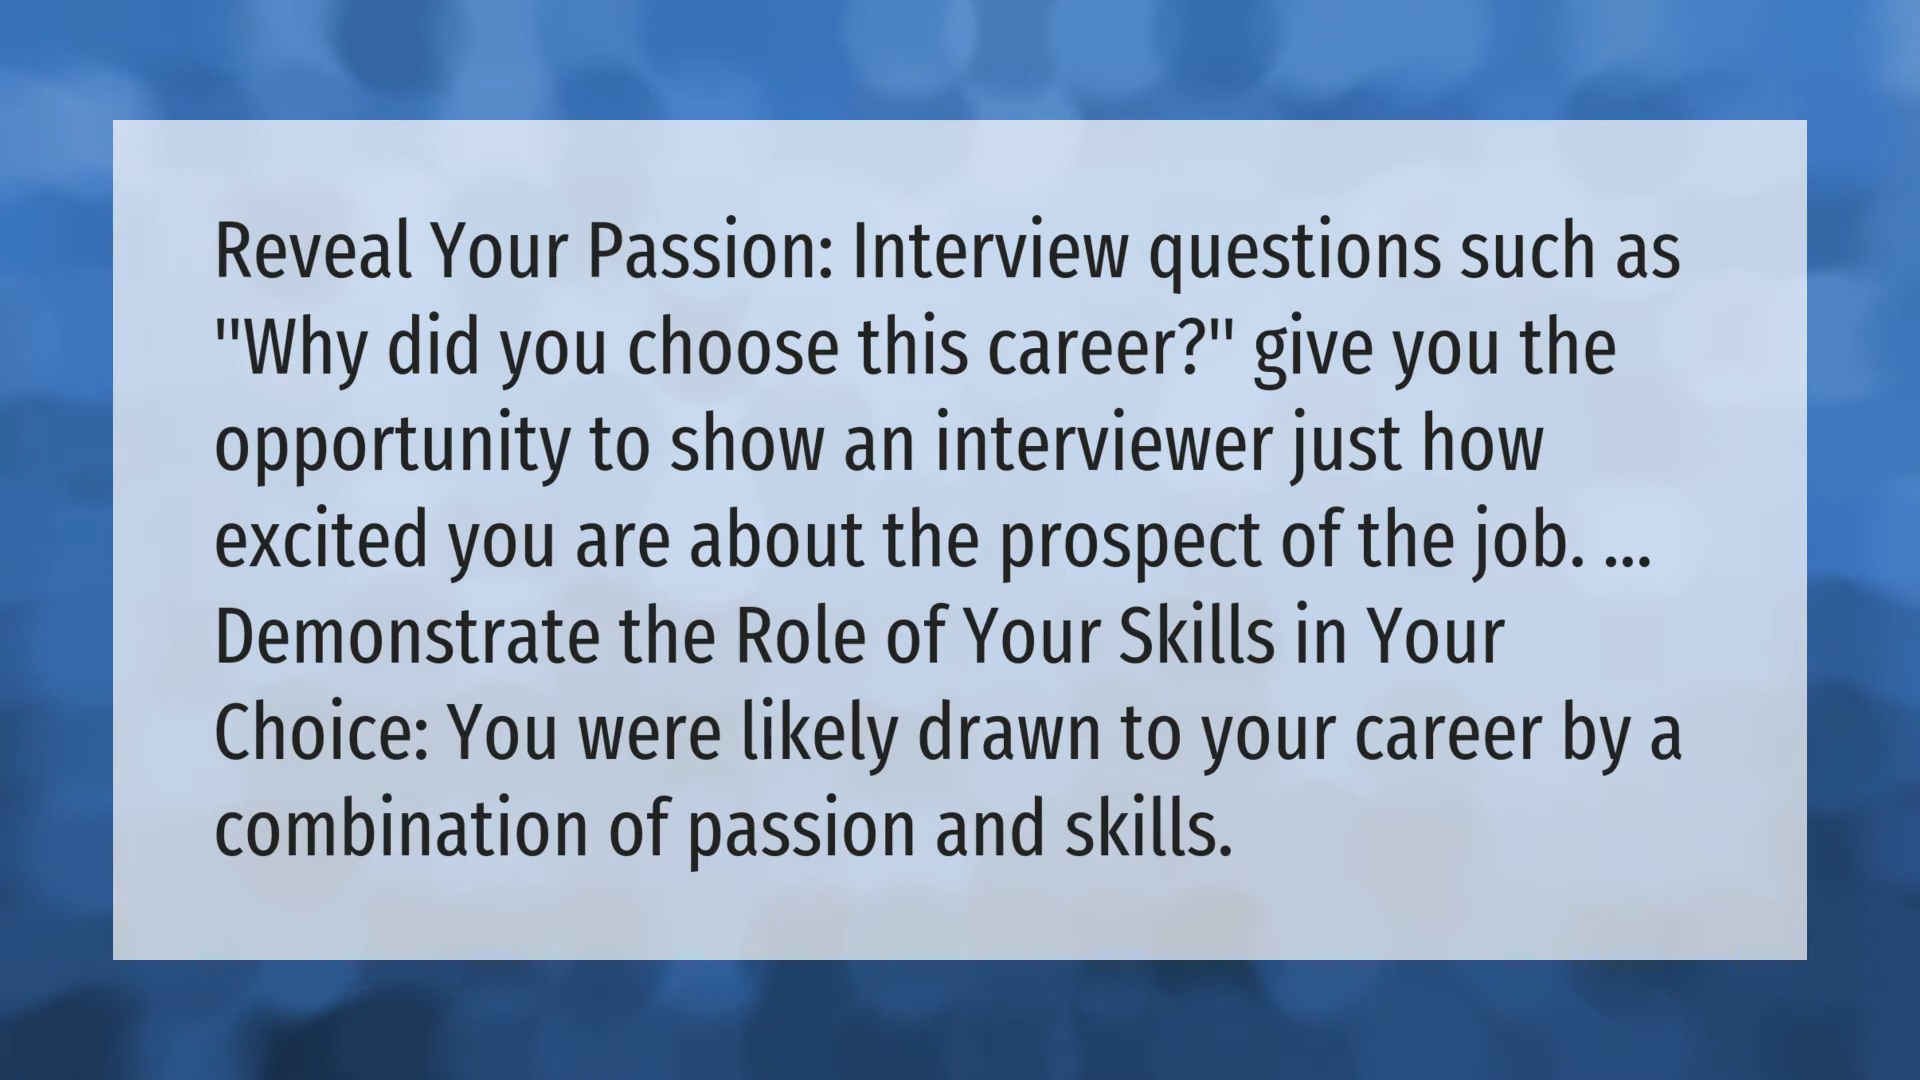 Reveal Your Passion: Interview questions such as
"Why did you choose this career?" give you the
opportunity to show an interviewer just how
excited you are about the prospect of the job. ...
Demonstrate the Role of Your Skills in Your
Choice: You were likely drawn to your career by a
combination of passion and skills.